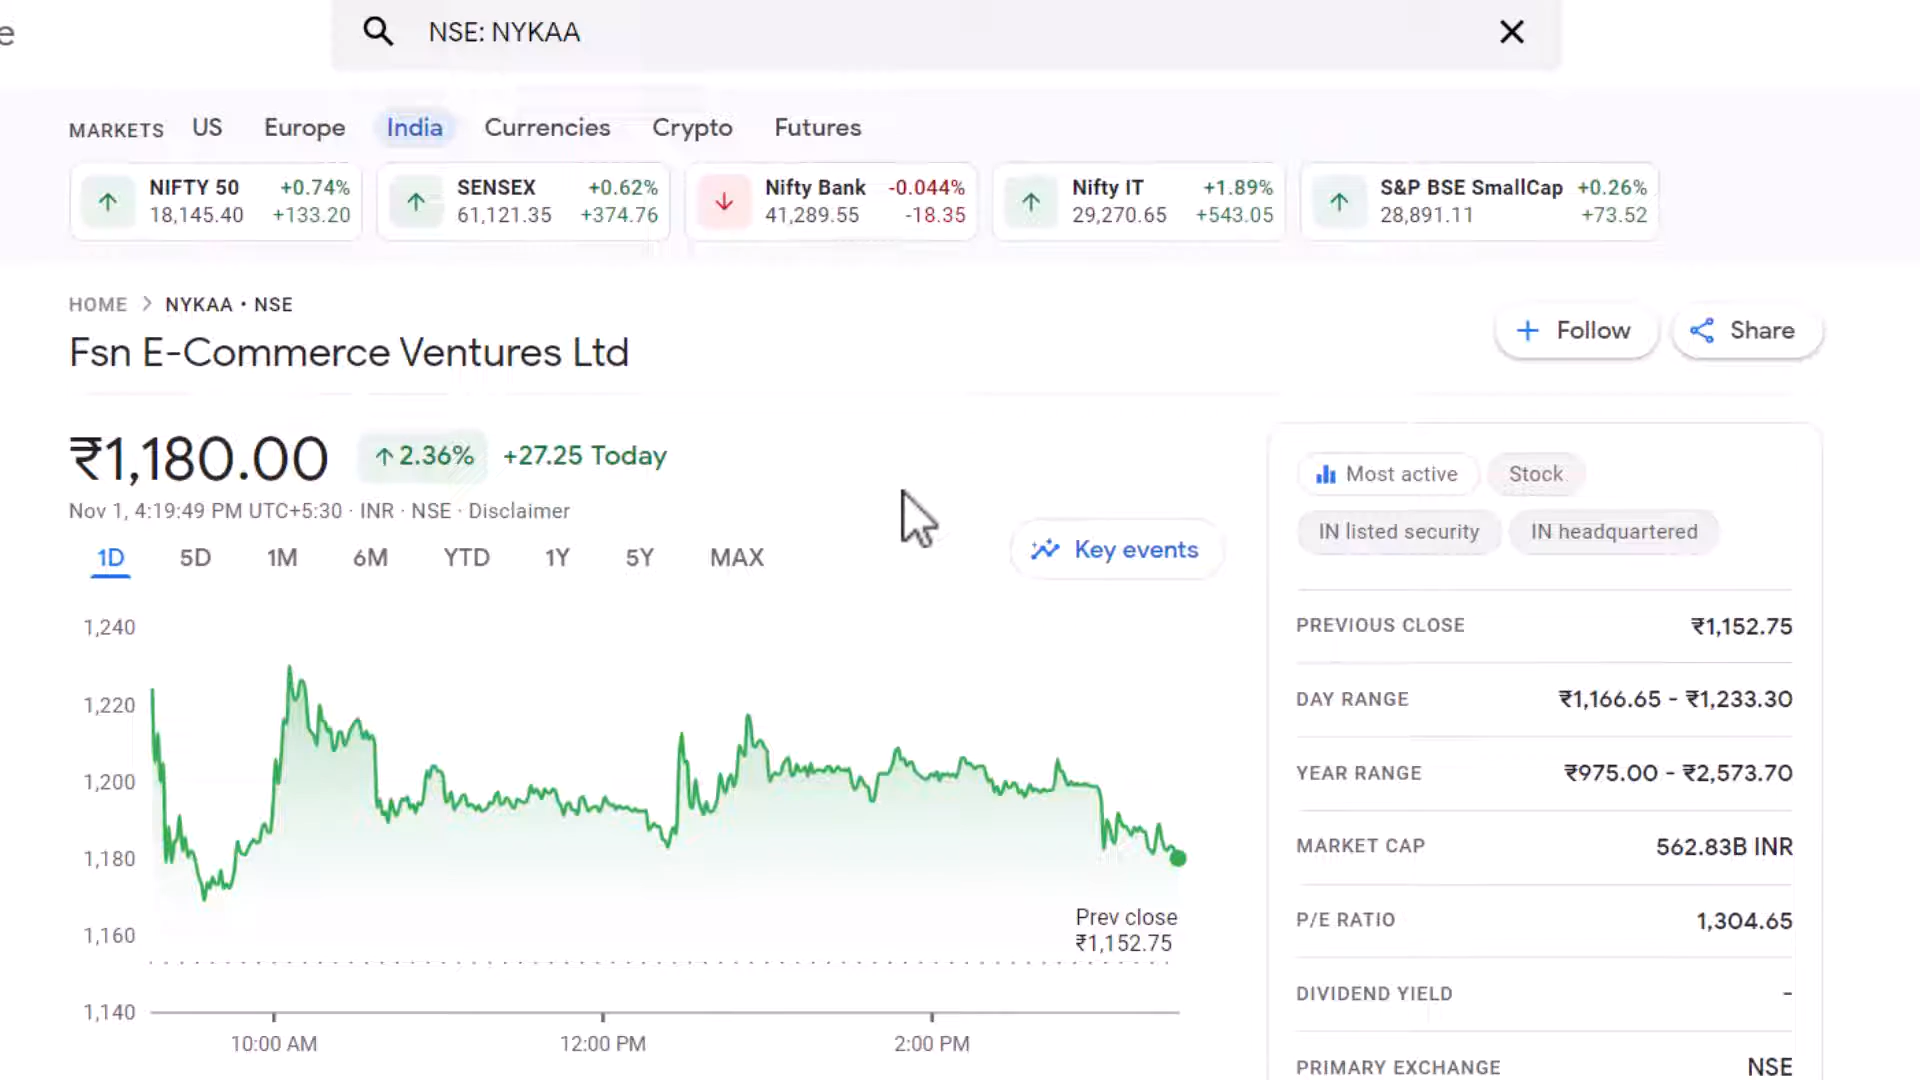 e
NSE: NYKAA
MARKETS US Europe India Currencies Crypto Futures
NIFTY 50 +0.74%
18,145.40 +133.20
SENSEX +0.62%
61,121.35 +374.76
Nifty Bank -0.044%
41,289.55 -18.35
Nifty IT +1.89%
29,270.65 +543.05
S&P BSE SmallCap +0.26%
28,891.11 +73.52
HOME > NYKAA • NSE
Fsn E-Commerce Ventures Ltd
+ Follow
Share
₹1,180.00 ↑ 2.36% +27.25 Today
Nov 1, 4:19:49 PM UTC+5:30 · INR · NSE · Disclaimer
1D 5D 1M 6M YTD 1Y 5Y MAX
Key events
1,240
1,220
1,200
1,180
1,160
1,140
Prev close
₹1,152.75
10:00 AM 12:00 PM 2:00 PM
Most active Stock
IN listed security IN headquartered
PREVIOUS CLOSE ₹1,152.75
DAY RANGE ₹1,166.65 - ₹1,233.30
YEAR RANGE ₹975.00 - ₹2,573.70
MARKET CAP 562.83B INR
P/E RATIO 1,304.65
DIVIDEND YIELD -
PRIMARY EXCHANGE NSE